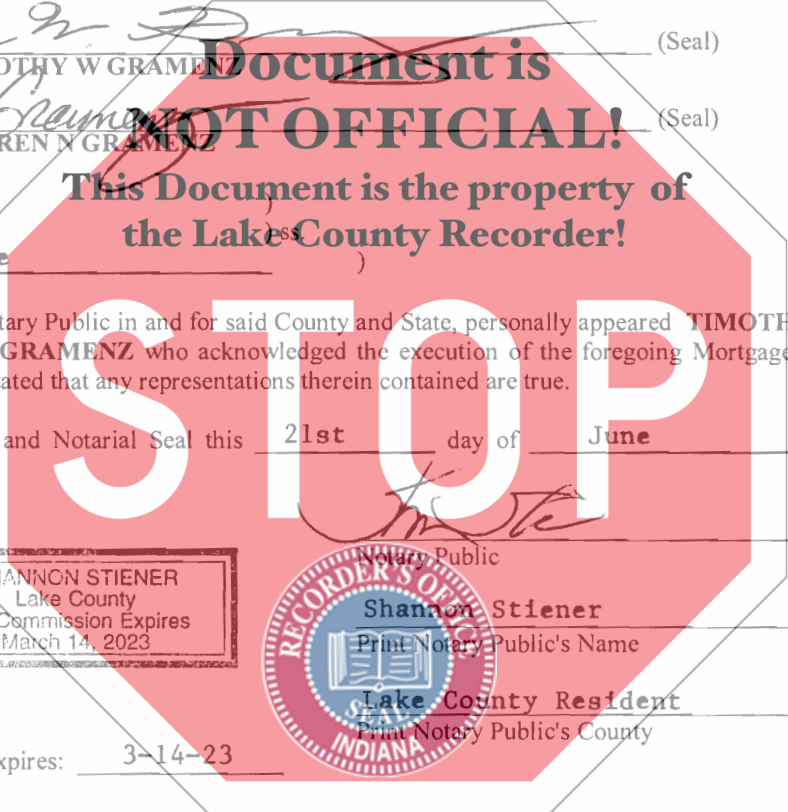 (Seal)
OTHY W GRAMENZ
Document is
(Seal)
REN N GRAMENZ
NOT OFFICIAL!
This Document is the property of
)
the Lake County Recorder!
) ss.
e
)
tary Public in and for said County and State, personally appeared TIMOTH
GRAMENZ who acknowledged the execution of the foregoing Mortgage
ated that any representations therein contained are true.
STOP
and Notarial Seal this 21st day of June
Notary Public
ANNON STIENER
Lake County
Commission Expires
March 14, 2023
Shannon Stiener
Print Notary Public's Name
Lake County Resident
Print Notary Public's County
RECORDER'S OFFICE
SEAL
INDIANA
xpires: 3-14-23